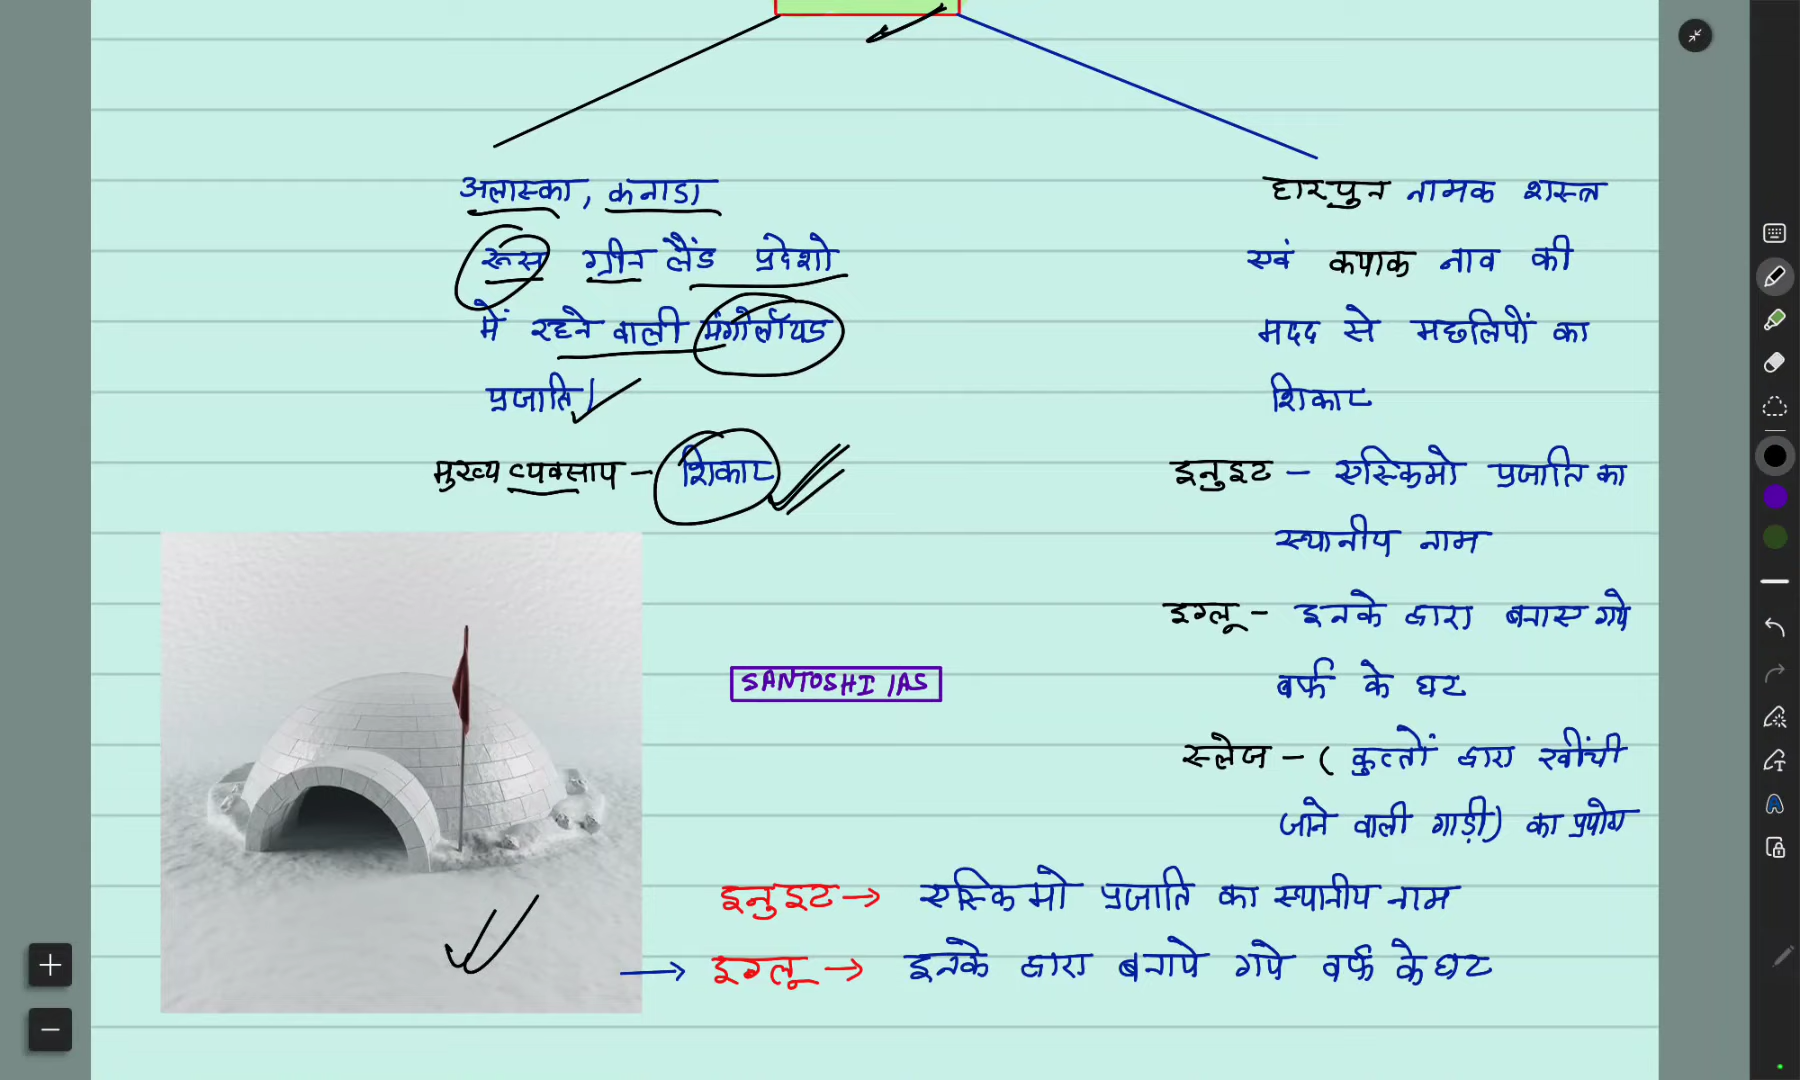 अलास्का, कनाडा
रूस ग्रीन लैंड प्रदेशो
में रहने वाली मंगोलॉयड
प्रजाति।
मुख्य व्यवसाय - शिकार
हारपुन नामक शस्त्र
एवं कयाक नाव की
मदद से मछलियों का
शिकार
इनुइट - एस्किमो प्रजाति का
स्थानीय नाम
इग्लू - इनके द्वारा बनाए गये
बर्फ के घर
स्लेज - ( कुत्तों द्वारा खींची
जाने वाली गाड़ी) का प्रयोग
SANTOSHI IAS
इनुइट → एस्किमो प्रजाति का स्थानीय नाम
→ इग्लू → इनके द्वारा बनाये गये बर्फ के घर